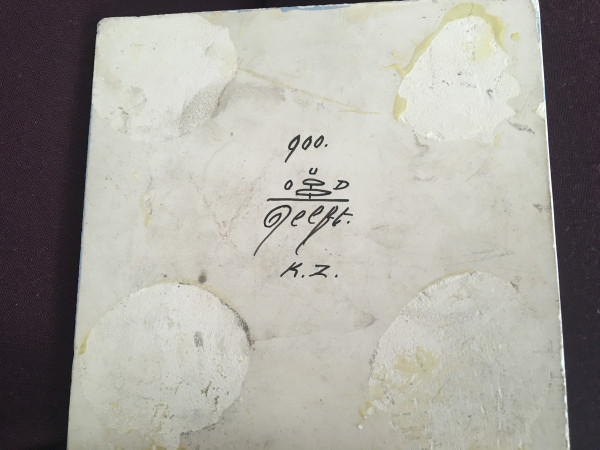 900.
O D
Delft.
K.Z.